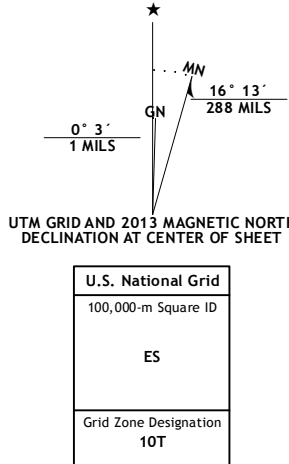 ★
MN
GN
16° 13´
288 MILS
0° 3´
1 MILS
UTM GRID AND 2013 MAGNETIC NORTH
DECLINATION AT CENTER OF SHEET
U.S. National Grid
100,000-m Square ID
ES
Grid Zone Designation
10T